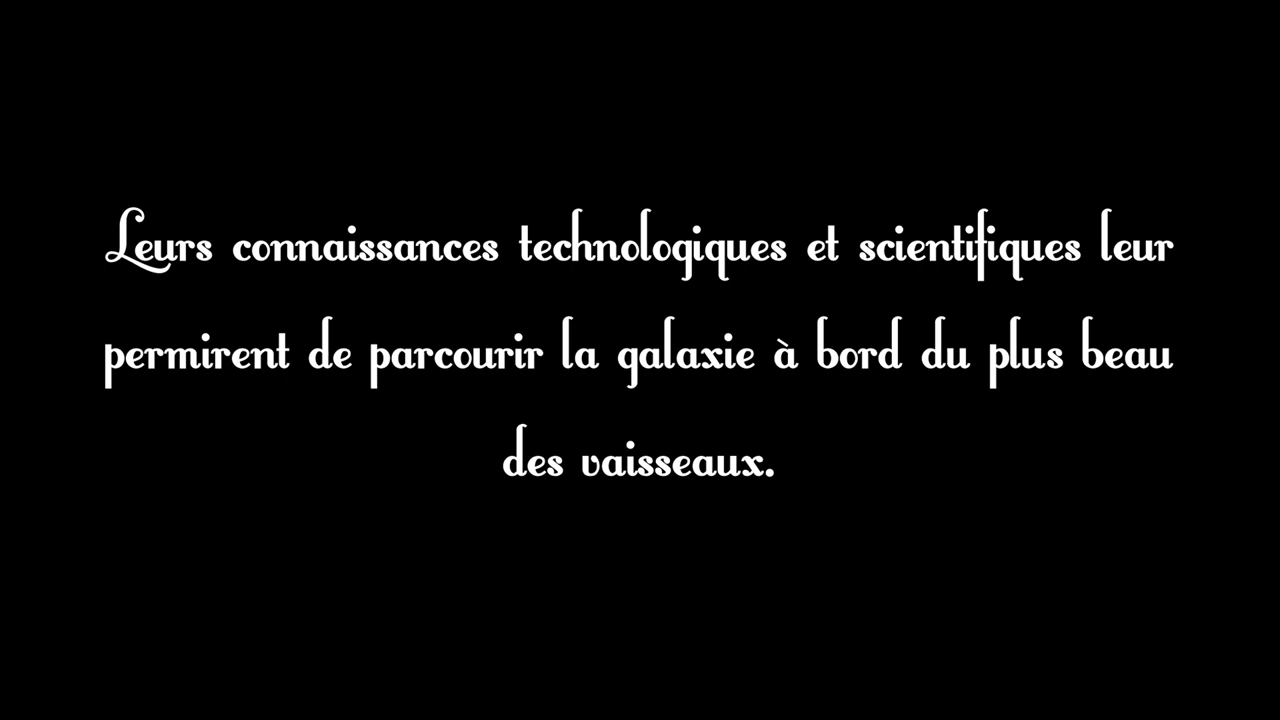 Leurs connaissances technologiques et scientifiques leur
permirent de parcourir la galaxie à bord du plus beau
des vaisseaux.